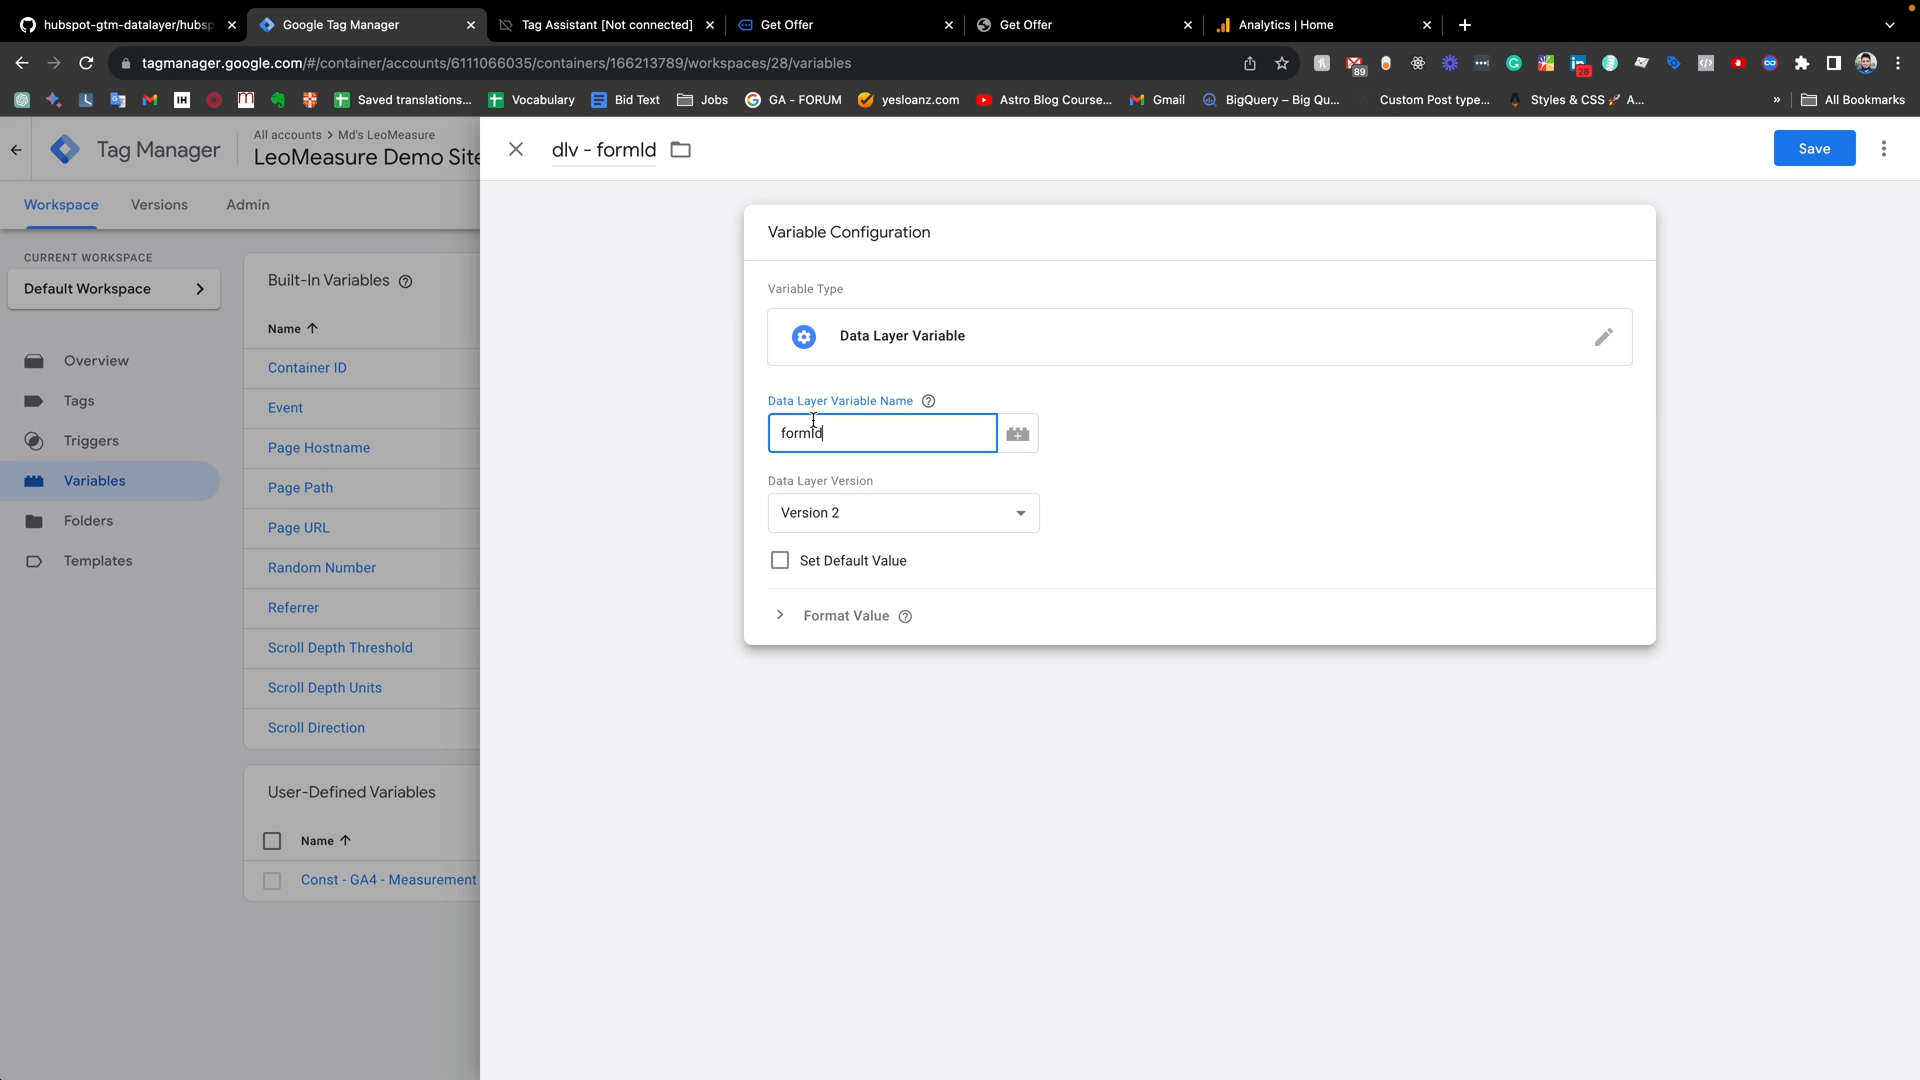 hubspot-gtm-datalayer/hubsp
Google Tag Manager
Tag Assistant [Not connected]
Get Offer
Get Offer
Analytics | Home
tagmanager.google.com/#/container/accounts/6111066035/containers/166213789/workspaces/28/variables
89
28
IH
Saved translations...
Vocabulary
Bid Text
Jobs
GA - FORUM
yesloanz.com
Astro Blog Course...
Gmail
BigQuery – Big Qu...
Custom Post type...
Styles & CSS 🚀 A...
»
All Bookmarks
Tag Manager
All accounts > Md's LeoMeasure
LeoMeasure Demo Site
dlv - formId
Save
Workspace
Versions
Admin
CURRENT WORKSPACE
Default Workspace
Overview
Tags
Triggers
Variables
Folders
Templates
Built-In Variables
Name
Container ID
Event
Page Hostname
Page Path
Page URL
Random Number
Referrer
Scroll Depth Threshold
Scroll Depth Units
Scroll Direction
User-Defined Variables
Name
Const - GA4 - Measurement
Variable Configuration
Variable Type
Data Layer Variable
Data Layer Variable Name
formId
Data Layer Version
Version 2
Set Default Value
Format Value